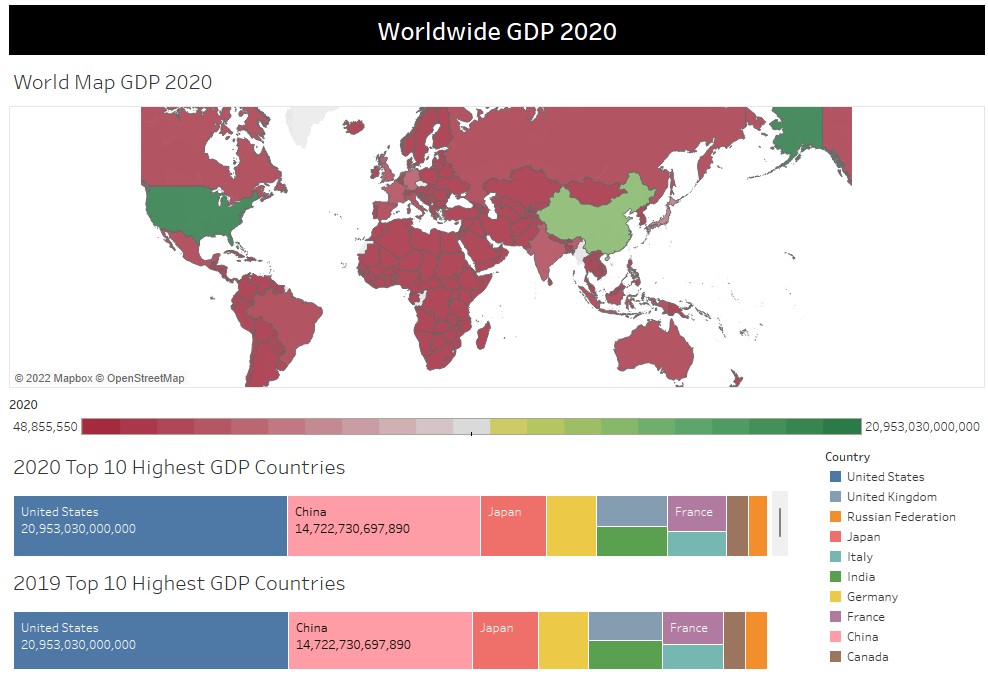 Worldwide GDP 2020
World Map GDP 2020
© 2022 Mapbox © OpenStreetMap
2020
48,855,550
20,953,030,000,000
2020 Top 10 Highest GDP Countries
United States
20,953,030,000,000
China
14,722,730,697,890
Japan
France
2019 Top 10 Highest GDP Countries
United States
20,953,030,000,000
China
14,722,730,697,890
Japan
France
Country
United States
United Kingdom
Russian Federation
Japan
Italy
India
Germany
France
China
Canada